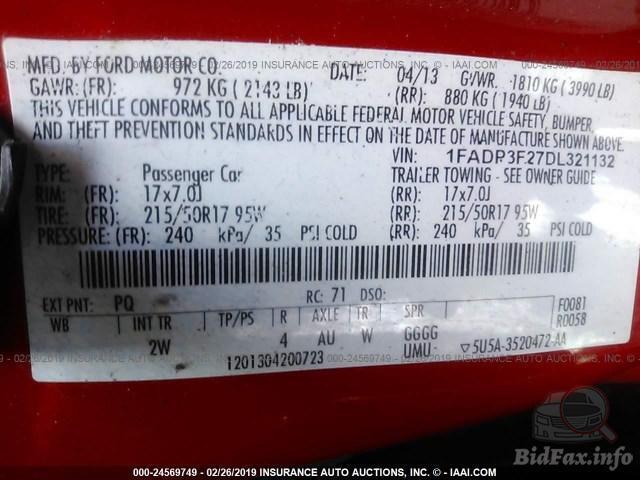 MFD. BY FORD MOTOR CO.
DATE: 04/13 GVWR: 1810 KG (3990 LB)
GAWR: (FR): 972 KG (2143 LB) (RR): 880 KG (1940 LB)
THIS VEHICLE CONFORMS TO ALL APPLICABLE FEDERAL MOTOR VEHICLE SAFETY, BUMPER,
AND THEFT PREVENTION STANDARDS IN EFFECT ON THE DATE OF MANUFACTURE SHOWN ABOVE.
VIN: 1FADP3F27DL321132
TYPE: Passenger Car TRAILER TOWING - SEE OWNER GUIDE
RIM: (FR): 17x7.0J (RR): 17x7.0J
TIRE: (FR): 215/50R17 95W (RR): 215/50R17 95W
PRESSURE: (FR): 240 kPa/ 35 PSI COLD (RR): 240 kPa/ 35 PSI COLD
EXT PNT: PQ RC: 71 DSO: F0081
WB INT TR TP/PS R AXLE TR SPR R0058
2W 4 AU W GGGG
UMU
1201304200723 ▽5U5A-3520472-AA
000-24569749 - 02/26/2019 INSURANCE AUTO AUCTIONS, INC. - © IAAI.COM
BidFax.info